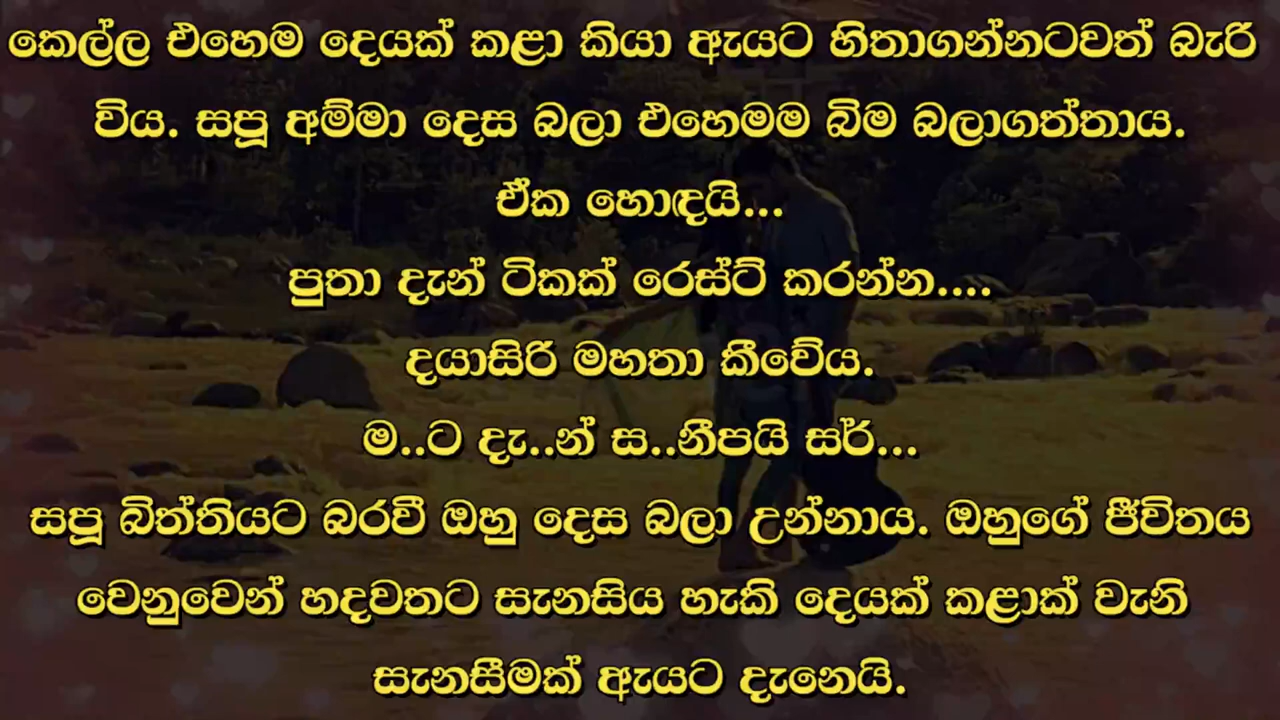 කෙල්ල එහෙම දෙයක් කළා කියා ඇයට හිතාගන්නටවත් බැරි
විය. සපූ අම්මා දෙස බලා එහෙමම බිම බලාගත්තාය.
ඒක හොඳයි...
පුතා දැන් ටිකක් රෙස්ට් කරන්න....
දයාසිරි මහතා කීවේය.
ම..ට දැ..න් ස..නීපයි සර්...
සපූ බිත්තියට බරවී ඔහු දෙස බලා උන්නාය. ඔහුගේ ජීවිතය
වෙනුවෙන් හදවතට සැනසිය හැකි දෙයක් කළාක් වැනි
සැනසීමක් ඇයට දැනෙයි.